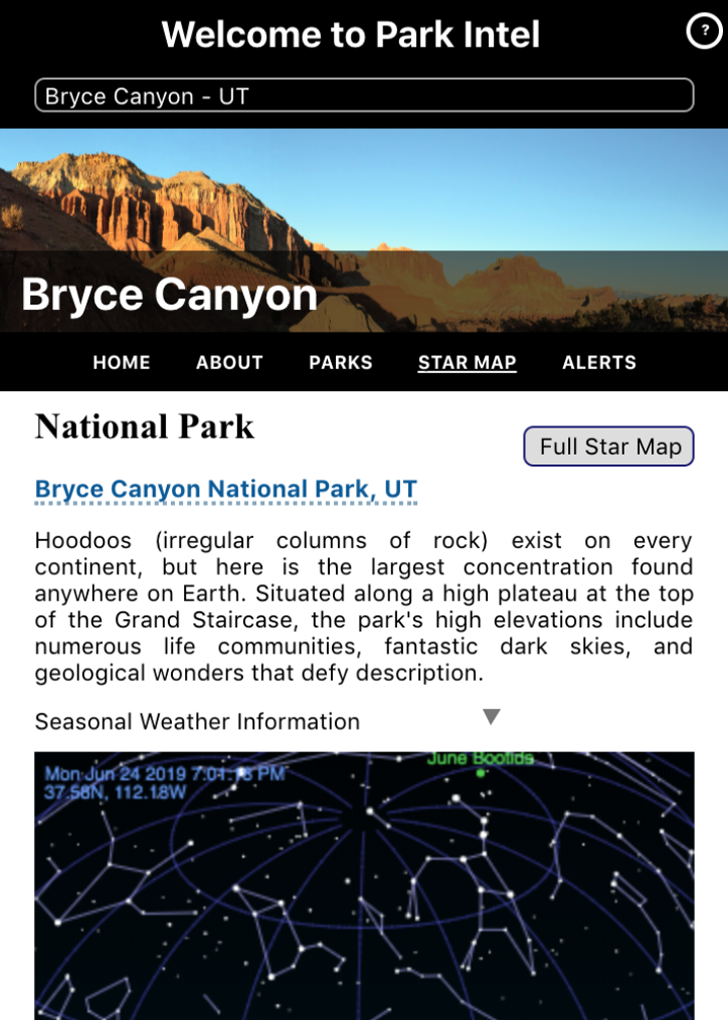 Welcome to Park Intel
?
Bryce Canyon - UT
Bryce Canyon
HOME ABOUT PARKS STAR MAP ALERTS
National Park
Full Star Map
Bryce Canyon National Park, UT
Hoodoos (irregular columns of rock) exist on every
continent, but here is the largest concentration found
anywhere on Earth. Situated along a high plateau at the top
of the Grand Staircase, the park's high elevations include
numerous life communities, fantastic dark skies, and
geological wonders that defy description.
Seasonal Weather Information
June Bootids
Mon Jun 24 2019 PM
37.58N, 112.18W